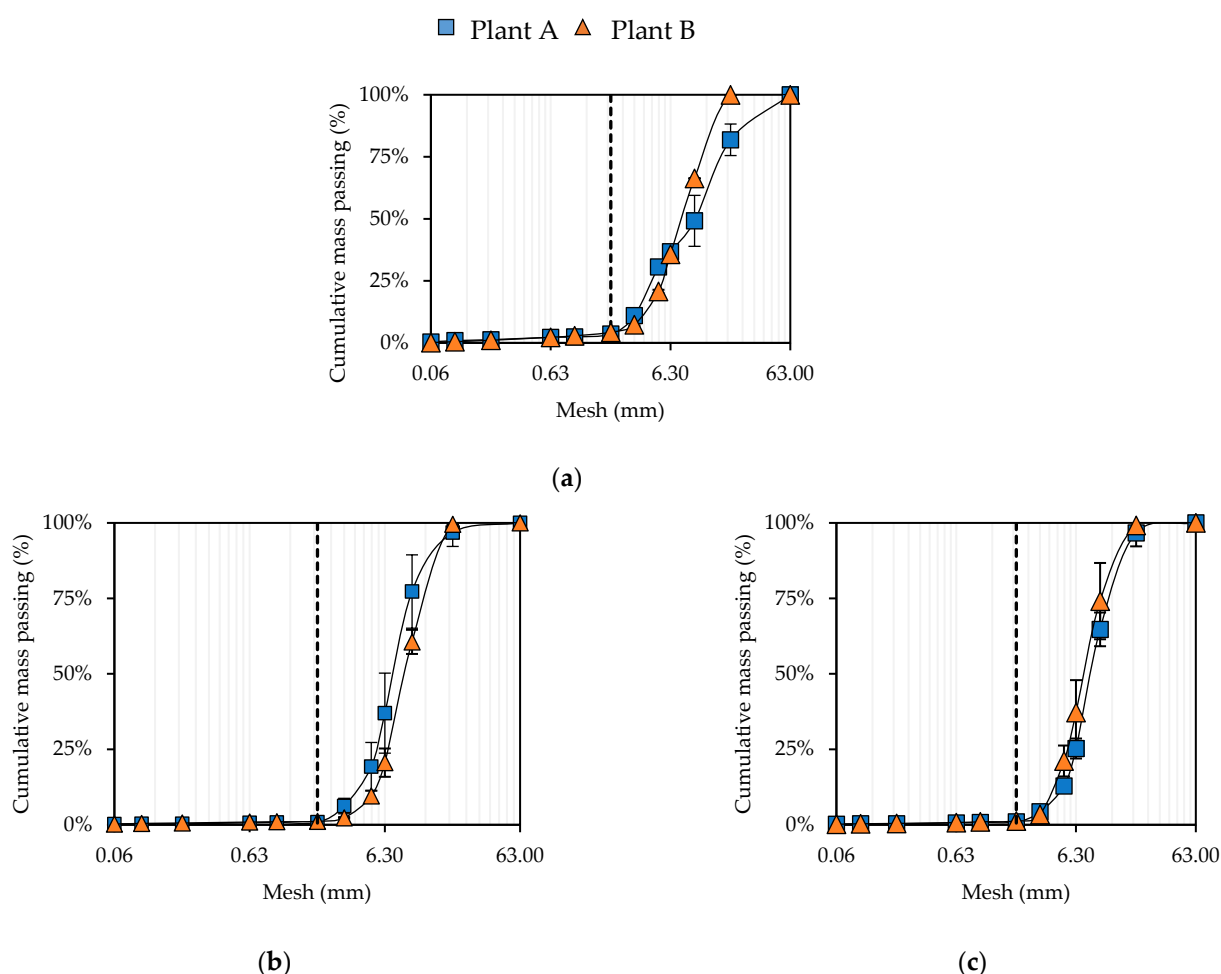 Plant A Plant B
100%
75%
50%
25%
0%
Cumulative mass passing (%)
0.06 0.63 6.30 63.00
Mesh (mm)
(a)
100%
75%
50%
25%
0%
Cumulative mass passing (%)
0.06 0.63 6.30 63.00
Mesh (mm)
(b)
100%
75%
50%
25%
0%
Cumulative mass passing (%)
0.06 0.63 6.30 63.00
Mesh (mm)
(c)